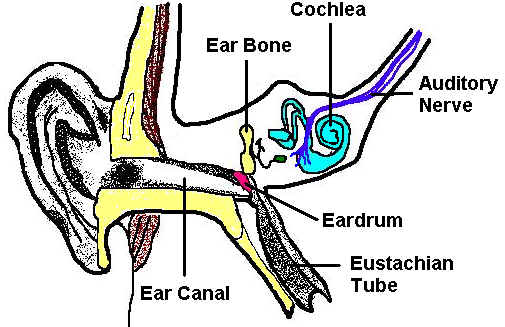 Cochlea
Ear Bone
Auditory
Nerve
Eardrum
Eustachian
Tube
Ear Canal